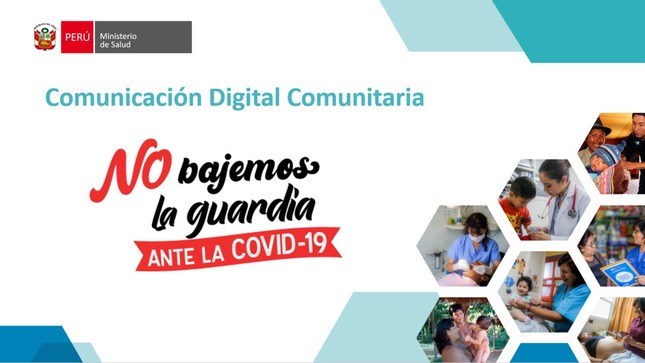 PERÚ
Ministerio
de Salud
Comunicación Digital Comunitaria
NO bajemos
la guardia
ANTE LA COVID-19